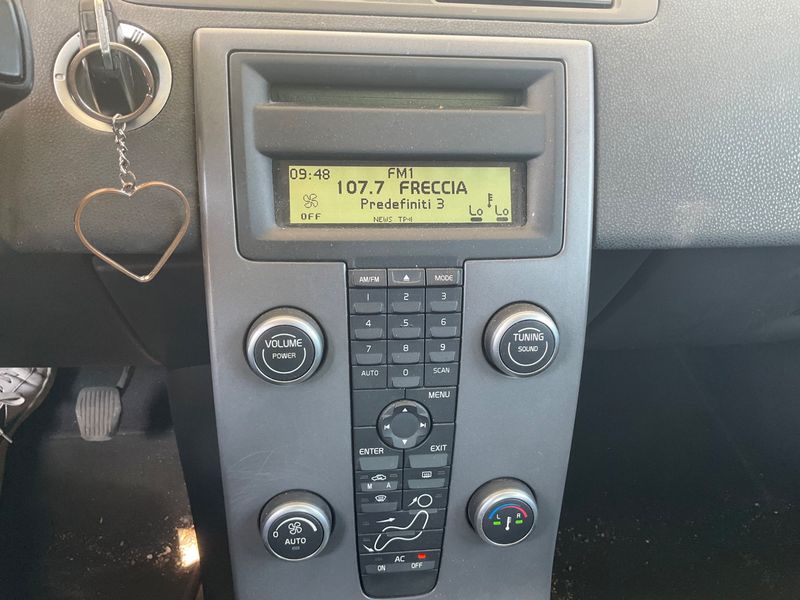 09:48 FM1
107.7 FRECCIA
Predefiniti 3
OFF NEWS TP Lo Lo
AM/FM MODE
1 2 3
4 5 6
7 8 9
AUTO 0 SCAN
VOLUME
POWER
TUNING
SOUND
MENU
ENTER EXIT
M A
0 AUTO
L R
AC
ON OFF